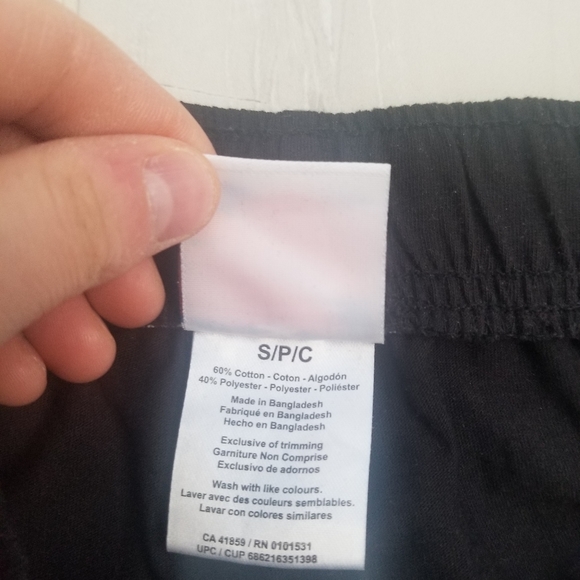 S/P/C
60% Cotton - Coton - Algodón
40% Polyester - Polyester - Poliéster
Made in Bangladesh
Fabriqué en Bangladesh
Hecho en Bangladesh
Exclusive of trimming
Garniture Non Comprise
Exclusivo de adornos
Wash with like colours.
Laver avec des couleurs semblables.
Lavar con colores similares
CA 41859 / RN 0101531
UPC / CUP 686216351398